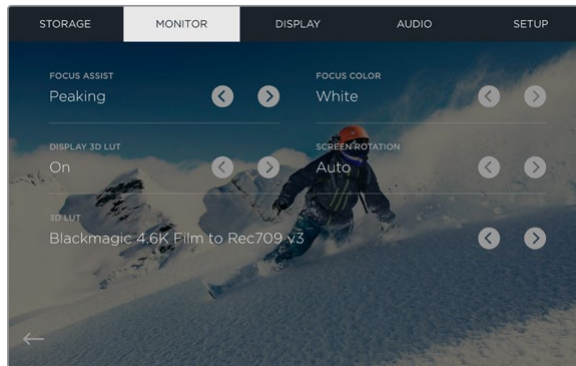 STORAGE MONITOR DISPLAY AUDIO SETUP
FOCUS ASSIST FOCUS COLOR
Peaking White
DISPLAY 3D LUT SCREEN ROTATION
On Auto
3D LUT
Blackmagic 4.6K Film to Rec709 v3